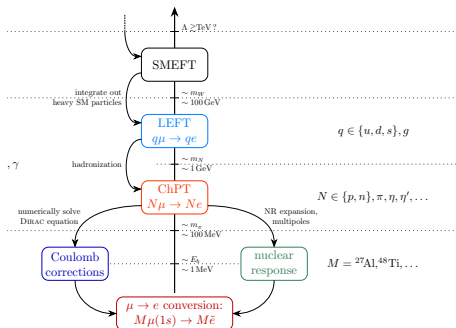 Λ ≳TeV?
SMEFT
integrate out
heavy SM particles
∼ m_W
∼ 100 GeV
LEFT
qμ → qe
q ∈ {u, d, s}, g
, γ
hadronization
∼ m_N
∼ 1 GeV
ChPT
Nμ → Ne
N ∈ {p, n}, π, η, η′, . . .
numerically solve
DIRAC equation
NR expansion,
multipoles
∼ m_π
∼ 100 MeV
Coulomb
corrections
∼ E_b
∼ 1 MeV
nuclear
response
M = ²⁷Al, ⁴⁸Ti, . . .
μ → e conversion:
Mμ(1s) → Mẽ